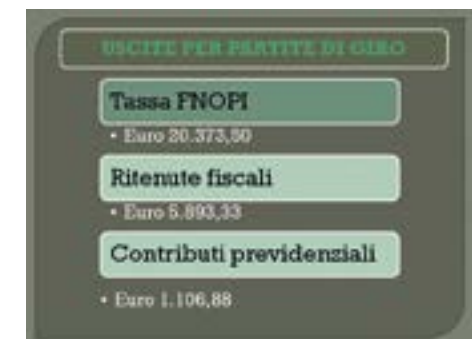 USCITE PER PARTITE DI GIRO
Tassa FNOPI
• Euro 20.373,50
Ritenute fiscali
• Euro 5.893,33
Contributi previdenziali
• Euro 1.106,88